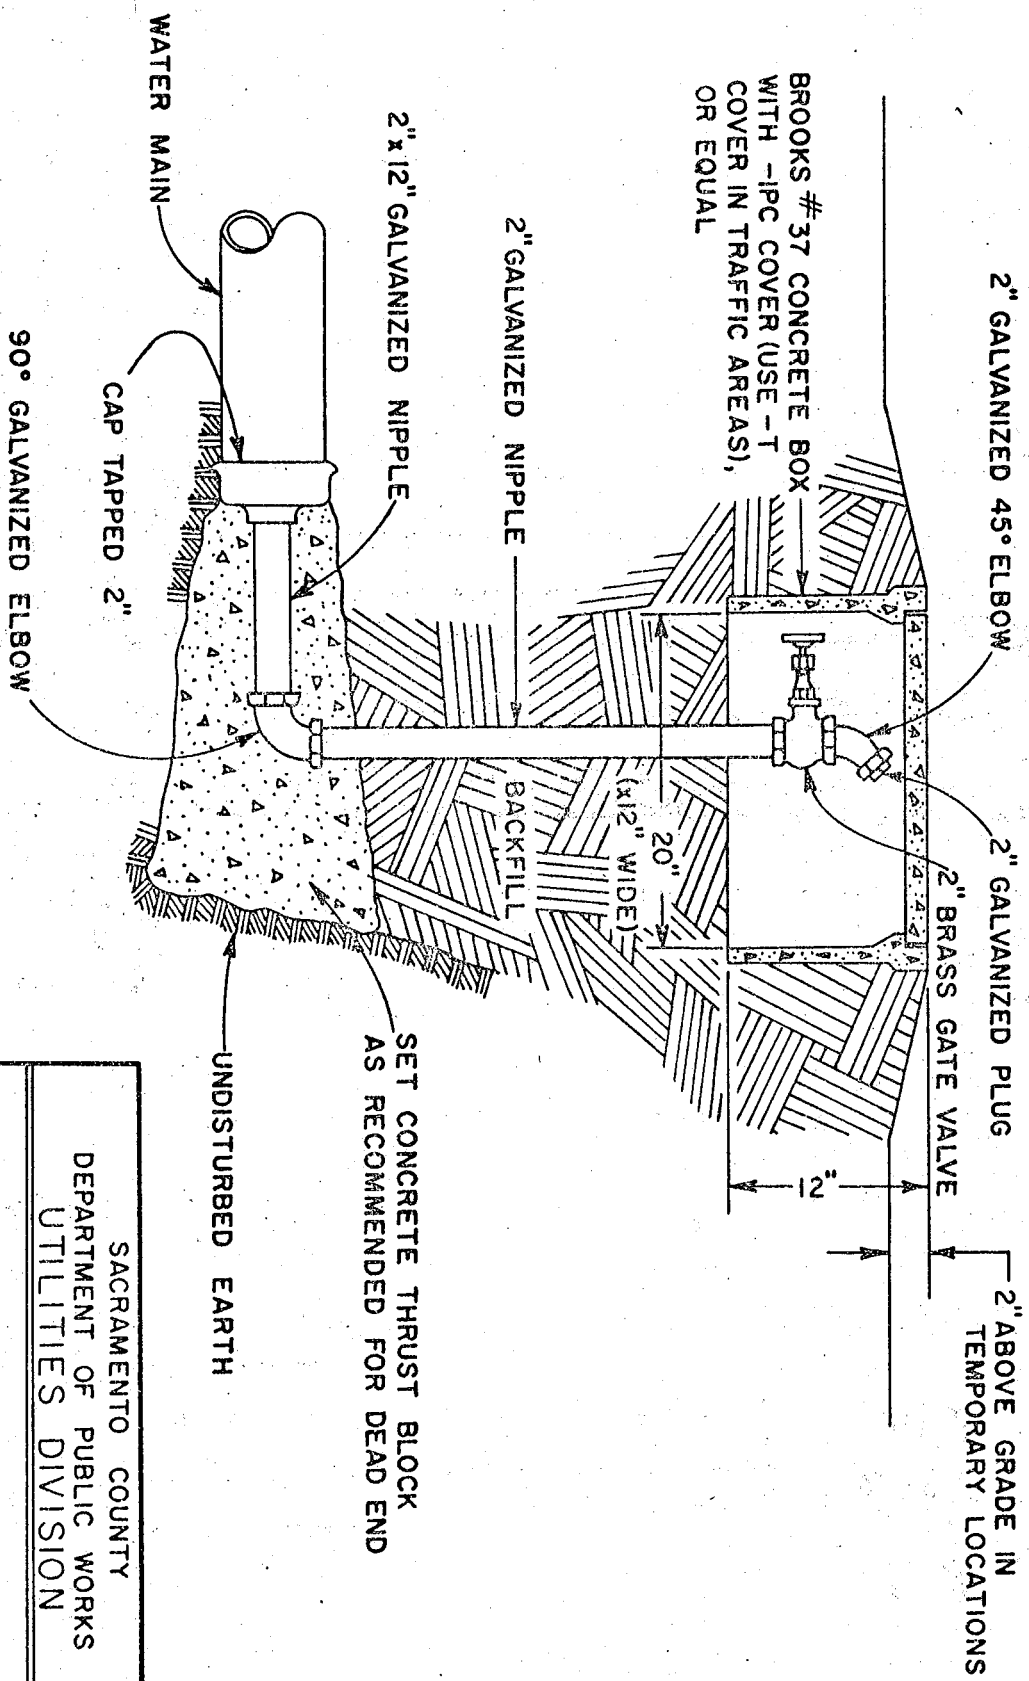 2" GALVANIZED 45° ELBOW
2" GALVANIZED PLUG
2" ABOVE GRADE IN
TEMPORARY LOCATIONS
2" BRASS GATE VALVE
BROOKS #37 CONCRETE BOX
WITH -1PC COVER (USE -T
COVER IN TRAFFIC AREAS),
OR EQUAL
12"
20"
(x12" WIDE)
2" GALVANIZED NIPPLE
BACKFILL
2"x12" GALVANIZED NIPPLE
SET CONCRETE THRUST BLOCK
AS RECOMMENDED FOR DEAD END
WATER MAIN
CAP TAPPED 2"
UNDISTURBED EARTH
90° GALVANIZED ELBOW
SACRAMENTO COUNTY
DEPARTMENT OF PUBLIC WORKS
UTILITIES DIVISION